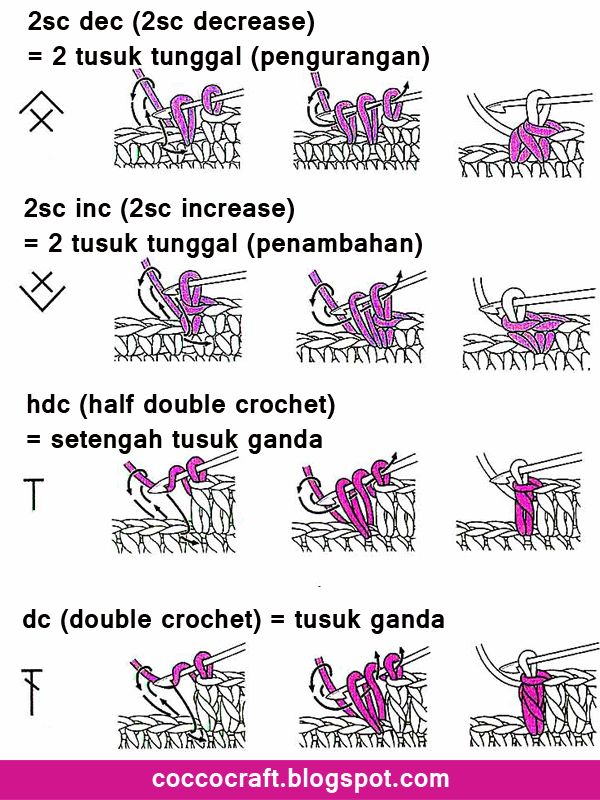 2sc dec (2sc decrease)
= 2 tusuk tunggal (pengurangan)
2sc inc (2sc increase)
= 2 tusuk tunggal (penambahan)
hdc (half double crochet)
= setengah tusuk ganda
dc (double crochet) = tusuk ganda
coccocraft.blogspot.com